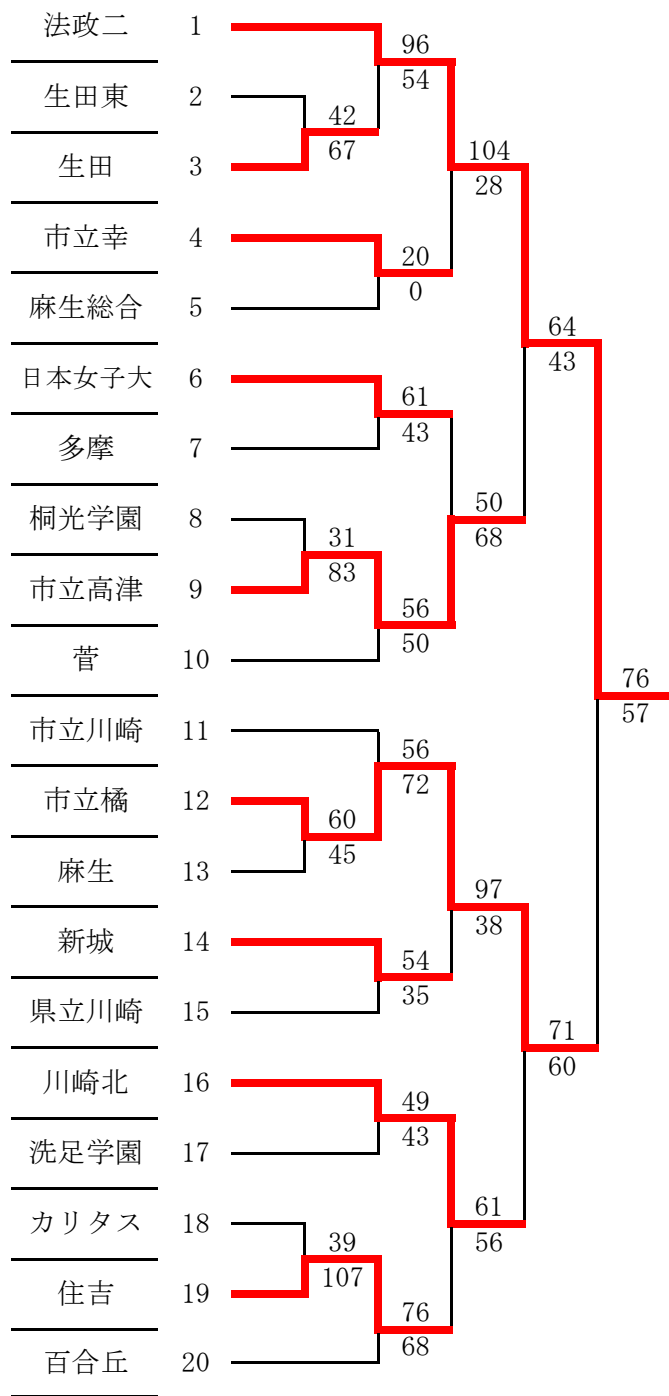 法政二 1
96
54
生田東 2
42
67
生田 3
104
28
市立幸 4
20
0
麻生総合 5
64
43
日本女子大 6
61
43
多摩 7
50
68
桐光学園 8
31
83
市立高津 9
56
50
菅 10
76
57
市立川崎 11
56
72
市立橘 12
60
45
麻生 13
97
38
新城 14
54
35
県立川崎 15
71
60
川崎北 16
49
43
洗足学園 17
カリタス 18
61
56
39
107
住吉 19
76
68
百合丘 20